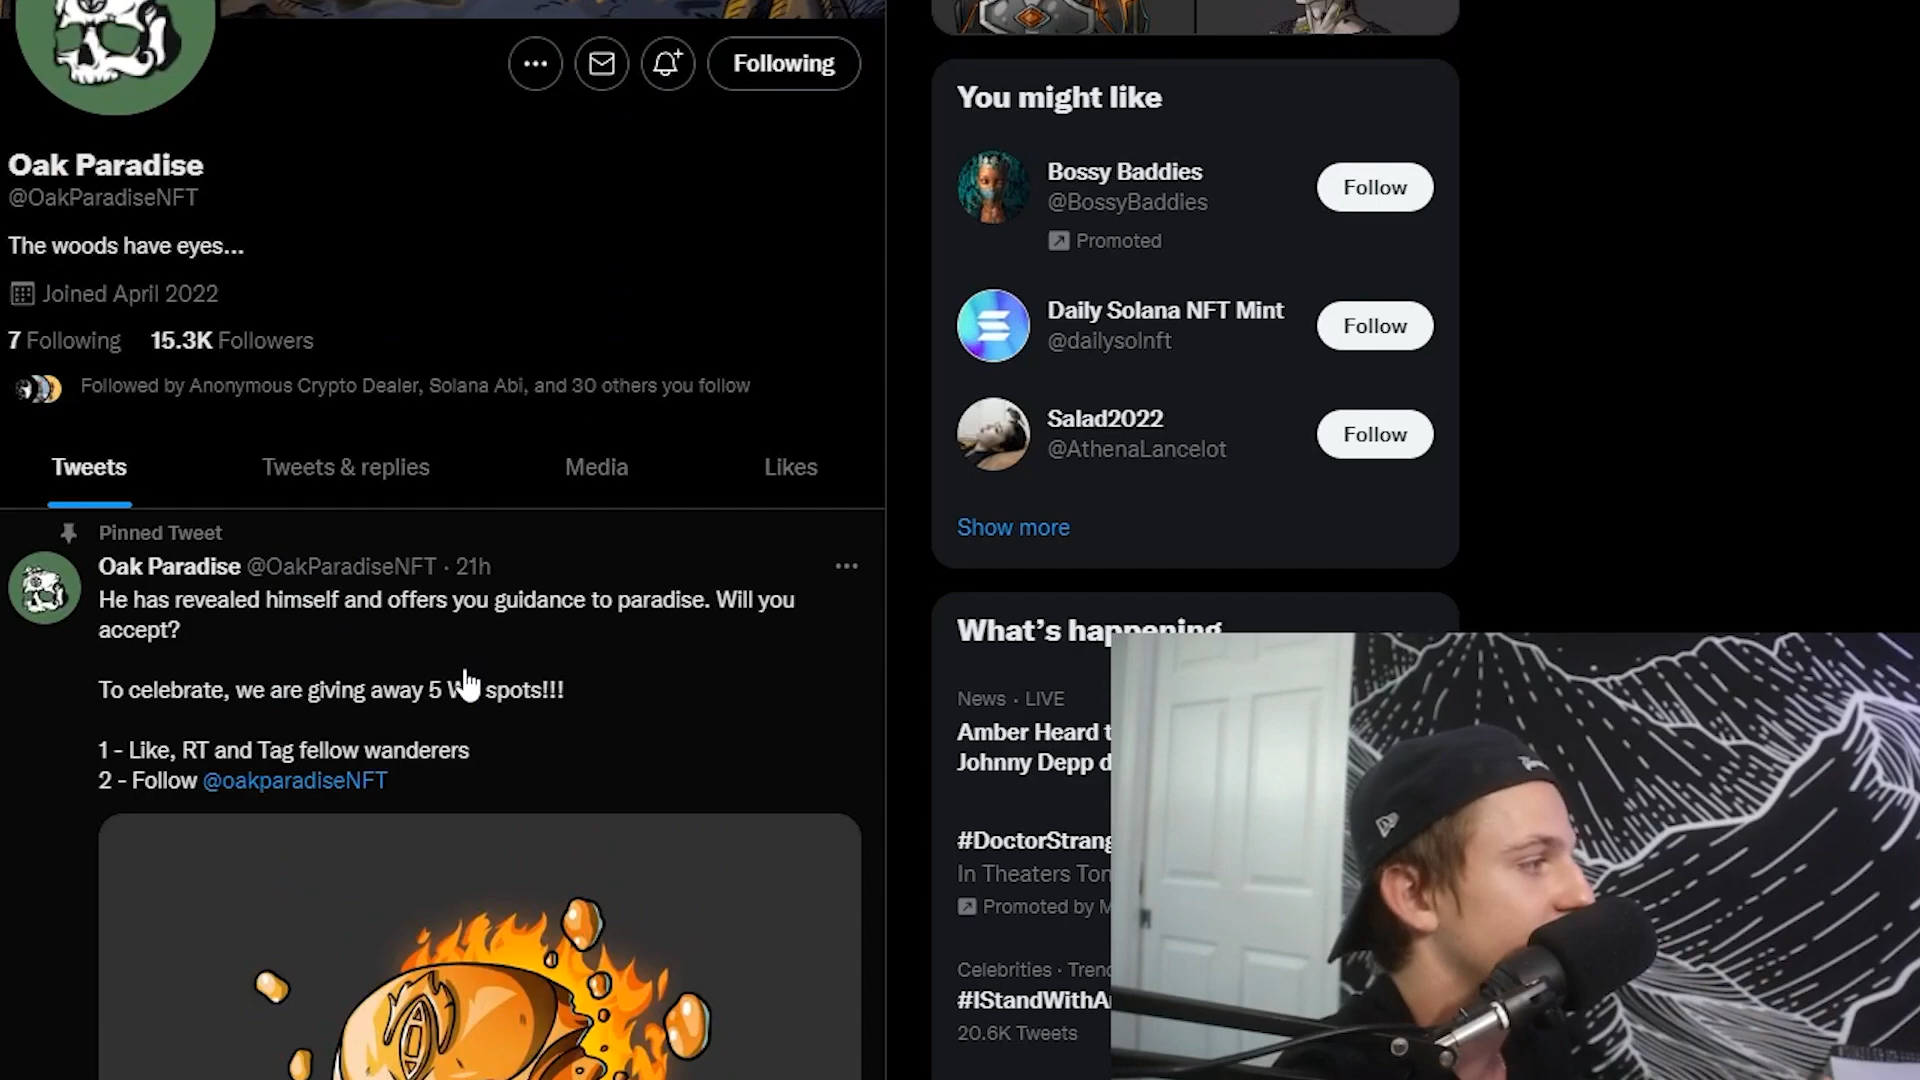 Following
Oak Paradise
@OakParadiseNFT
The woods have eyes...
Joined April 2022
7 Following 15.3K Followers
Followed by Anonymous Crypto Dealer, Solana Abi, and 30 others you follow
Tweets Tweets & replies Media Likes
Pinned Tweet
Oak Paradise @OakParadiseNFT · 21h
He has revealed himself and offers you guidance to paradise. Will you
accept?
To celebrate, we are giving away 5 spots!!!
1 - Like, RT and Tag fellow wanderers
2 - Follow @oakparadiseNFT
You might like
Bossy Baddies
@BossyBaddies
Follow
Promoted
Daily Solana NFT Mint
@dailysolnft
Follow
Salad2022
@AthenaLancelot
Follow
Show more
What's happening
News · LIVE
Amber Heard
Johnny Depp
#DoctorStrang
In Theaters
Promoted by
Celebrities ·
#IStandWith
20.6K Tweets